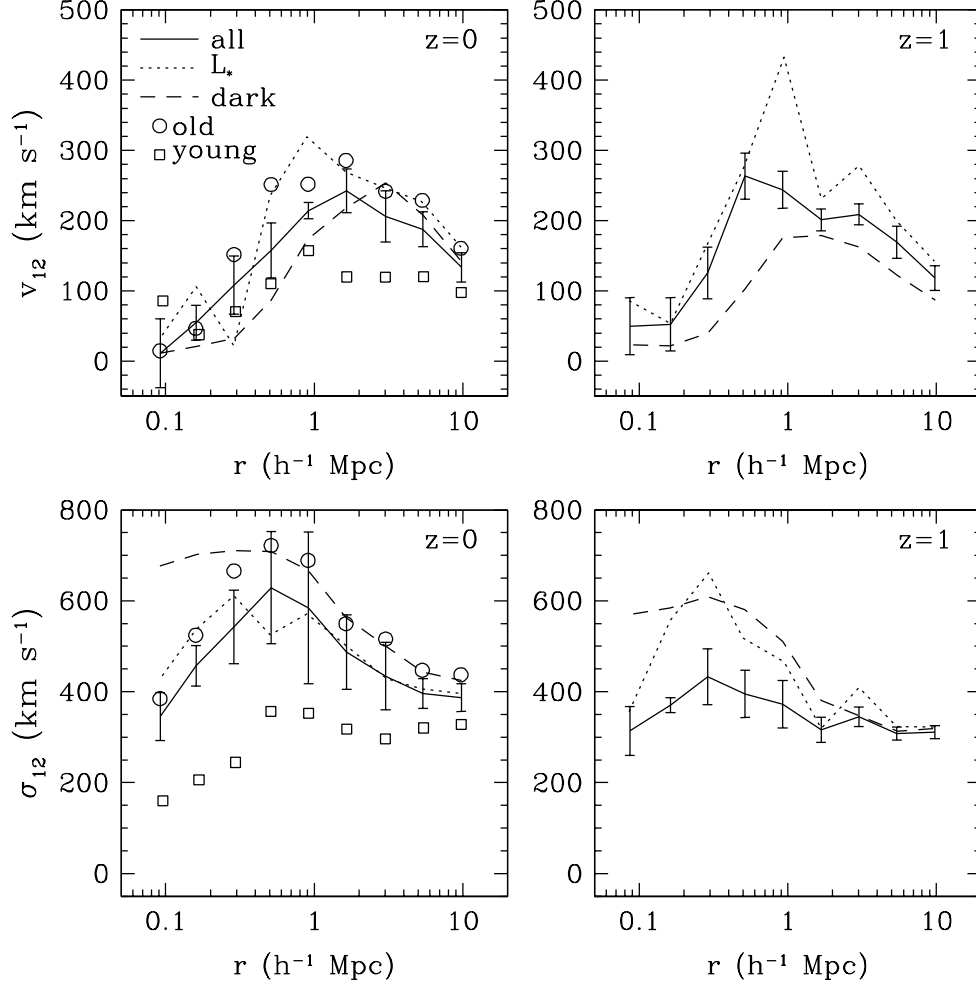 500
400
300
200
100
0
v₁₂ (km s⁻¹)
all
L*
dark
old
young
z=0
0.1 1 10
r (h⁻¹ Mpc)
500
400
300
200
100
0
z=1
0.1 1 10
r (h⁻¹ Mpc)
800
600
400
200
0
σ₁₂ (km s⁻¹)
z=0
0.1 1 10
r (h⁻¹ Mpc)
800
600
400
200
0
z=1
0.1 1 10
r (h⁻¹ Mpc)